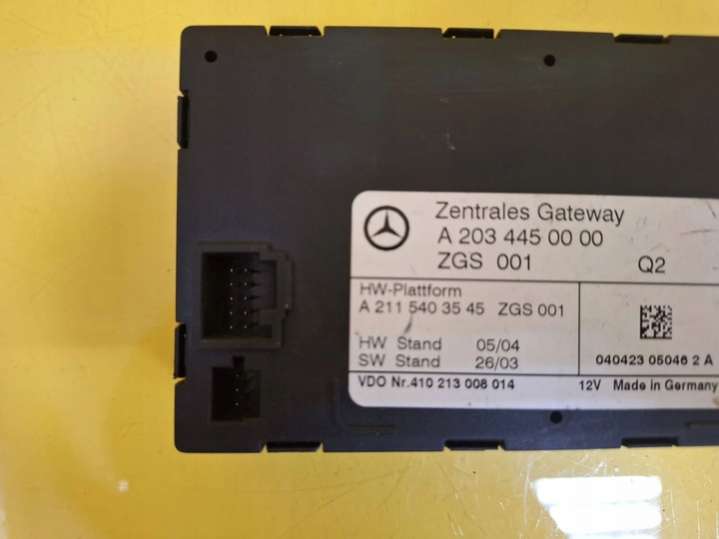 Zentrales Gateway
A 203 445 00 00
ZGS 001 Q2
HW-Plattform
A 211 540 35 45 ZGS 001
HW Stand 05/04
SW Stand 26/03
040423 05046 2 A
VDO Nr.410 213 008 014 12V Made in Germany